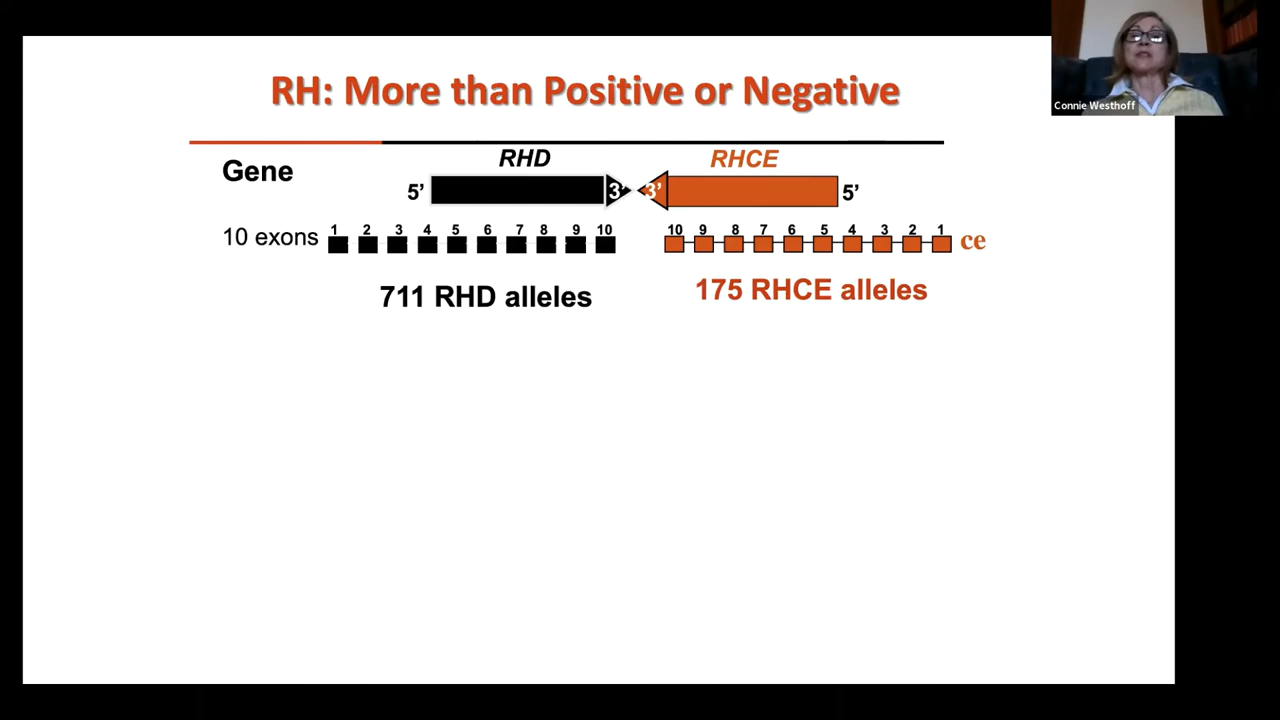 RH: More than Positive or Negative
Connie Westhoff
Gene
RHD
RHCE
5’
3’
3’
5’
10 exons
1 2 3 4 5 6 7 8 9 10
10 9 8 7 6 5 4 3 2 1
ce
711 RHD alleles
175 RHCE alleles